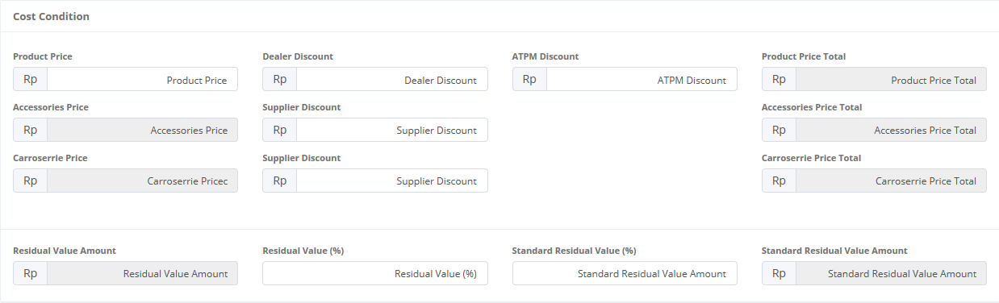 Cost Condition
Product Price Dealer Discount ATPM Discount Product Price Total
Rp Product Price Rp Dealer Discount Rp ATPM Discount Rp Product Price Total
Accessories Price Supplier Discount Accessories Price Total
Rp Accessories Price Rp Supplier Discount Rp Accessories Price Total
Carroserrie Price Supplier Discount Carroserrie Price Total
Rp Carroserrie Pricec Rp Supplier Discount Rp Carroserrie Price Total
Residual Value Amount Residual Value (%) Standard Residual Value (%) Standard Residual Value Amount
Rp Residual Value Amount Residual Value (%) Standard Residual Value Amount Rp Standard Residual Value Amount